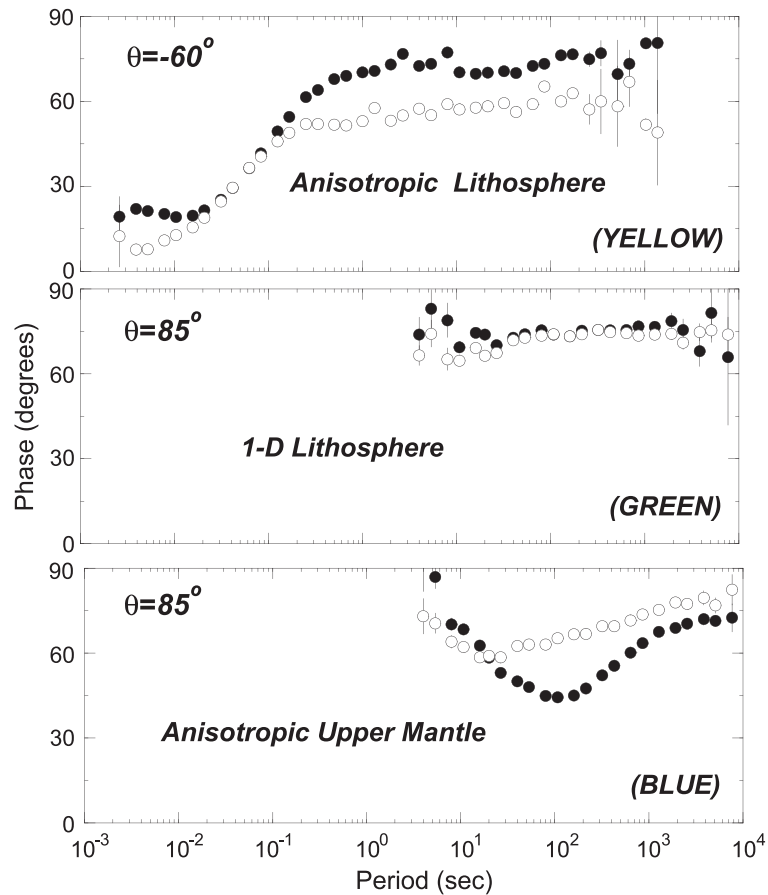 90
θ=-60°
60
30
Anisotropic Lithosphere
(YELLOW)
0
90
θ=85°
60
1-D Lithosphere
30
(GREEN)
0
Phase (degrees)
90
θ=85°
60
Anisotropic Upper Mantle
30
(BLUE)
0
10⁻³ 10⁻² 10⁻¹ 10⁰ 10¹ 10² 10³ 10⁴
Period (sec)